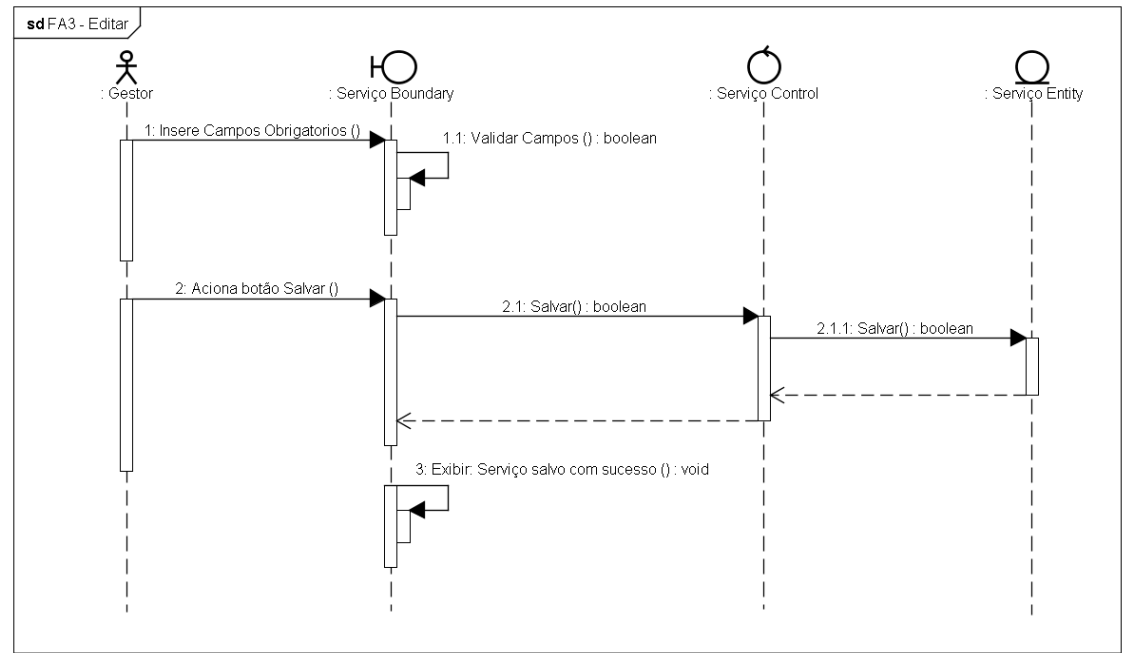 sd FA3 - Editar
: Gestor
: Serviço Boundary
: Serviço Control
: Serviço Entity
1: Insere Campos Obrigatorios ()
1.1: Validar Campos () : boolean
2: Aciona botão Salvar ()
2.1: Salvar() : boolean
2.1.1: Salvar() : boolean
3: Exibir: Serviço salvo com sucesso () : void